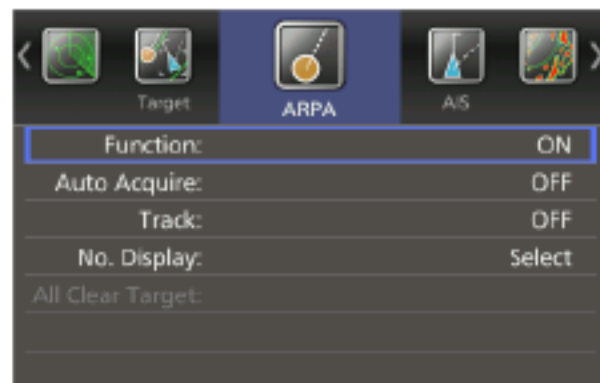 Target
ARPA
AIS
Function: ON
Auto Acquire: OFF
Track: OFF
No. Display: Select
All Clear Target: